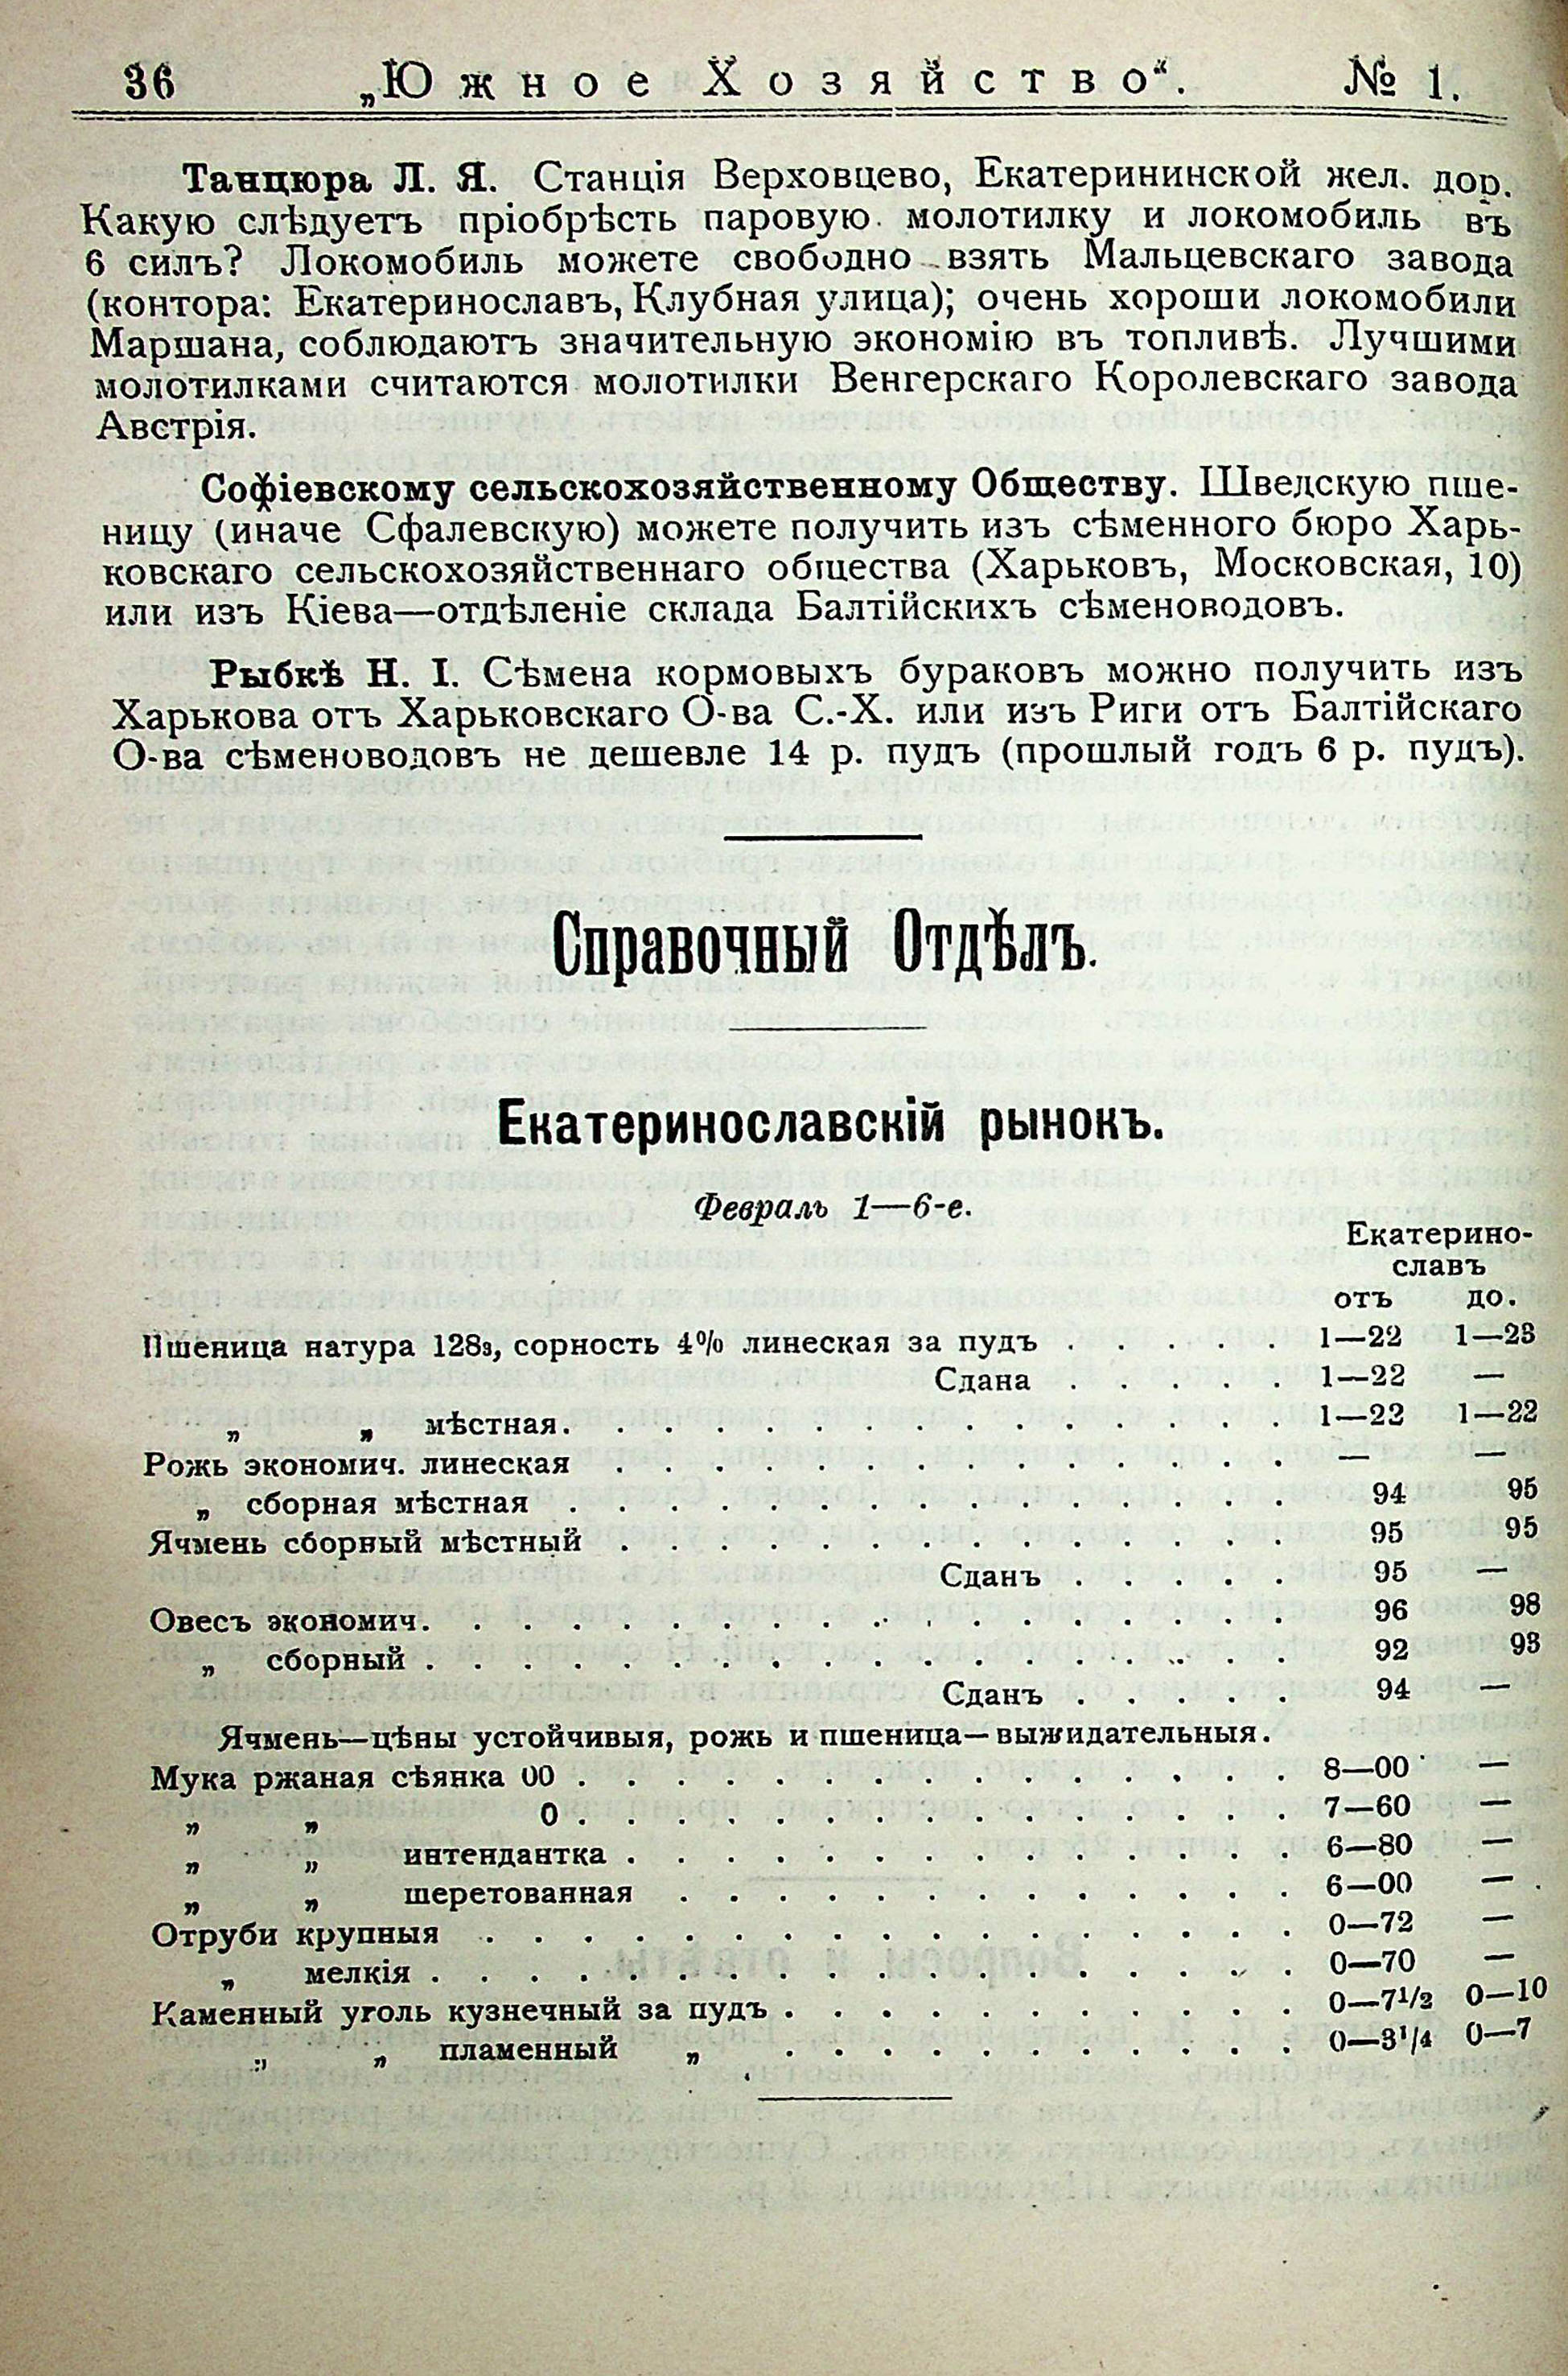 36 „Южное Хозяйство“. № 1.
Танцюра Л. Я. Станція Верховцево, Екатерининской жел. дор.
Какую слѣдуетъ пріобрѣсть паровую молотилку и локомобиль въ
6 силъ? Локомобиль можете свободно взять Мальцевскаго завода
(контора: Екатеринославъ, Клубная улица); очень хороши локомобили
Маршана, соблюдаютъ значительную экономію въ топливѣ. Лучшими
молотилками считаются молотилки Венгерскаго Королевскаго завода
Австрія.
Софіевскому сельскохозяйственному Обществу. Шведскую пше-
ницу (иначе Сфалевскую) можете получить изъ сѣменного бюро Харь-
ковскаго сельскохозяйственнаго общества (Харьковъ, Московская, 10)
или изъ Кіева—отдѣленіе склада Балтійскихъ сѣменоводовъ.
Рыбкѣ Н. І. Сѣмена кормовыхъ бураковъ можно получить изъ
Харькова отъ Харьковскаго О-ва С.-Х. или изъ Риги отъ Балтійскаго
О-ва сѣменоводовъ не дешевле 14 р. пудъ (прошлый годъ 6 р. пудъ).
Справочный Отдѣлъ.
Екатеринославскій рынокъ.
Февраль 1—6-е.
Екатерино-
славъ
отъ до.
Пшеница натура 128з, сорность 4% линеская за пудъ . . . . . 1—22 1—23
Сдана . . . . . 1—22 —
„ „ мѣстная. . . . . . . . . . . . . . . 1—22 1—22
Рожь экономич. линеская . . . . . . . . . . . . . . — —
„ сборная мѣстная . . . . . . . . . . . . . . . 94 95
Ячмень сборный мѣстный . . . . . . . . . . . . . . 95 95
Сданъ . . . . . 95 —
Овесъ экономич. . . . . . . . . . . . . . . . . . 96 98
„ сборный . . . . . . . . . . . . . . . . . . 92 93
Сданъ . . . . . 94 —
Ячмень—цѣны устойчивыя, рожь и пшеница—выжидательныя.
Мука ржаная сѣянка 00 . . . . . . . . . . . . . . . 8—00 —
„ „ 0 . . . . . . . . . . . . . . . 7—60 —
„ „ интендантка . . . . . . . . . . . . . . 6—80 —
„ „ шеретованная . . . . . . . . . . . . . 6—00 —
Отруби крупныя . . . . . . . . . . . . . . . . . 0—72 —
„ мелкія . . . . . . . . . . . . . . . . . . 0—70 —
Каменный уголь кузнечный за пудъ . . . . . . . . . . . 0—7½ 0—10
„ „ пламенный „ . . . . . . . . . . . 0—3¼ 0—7